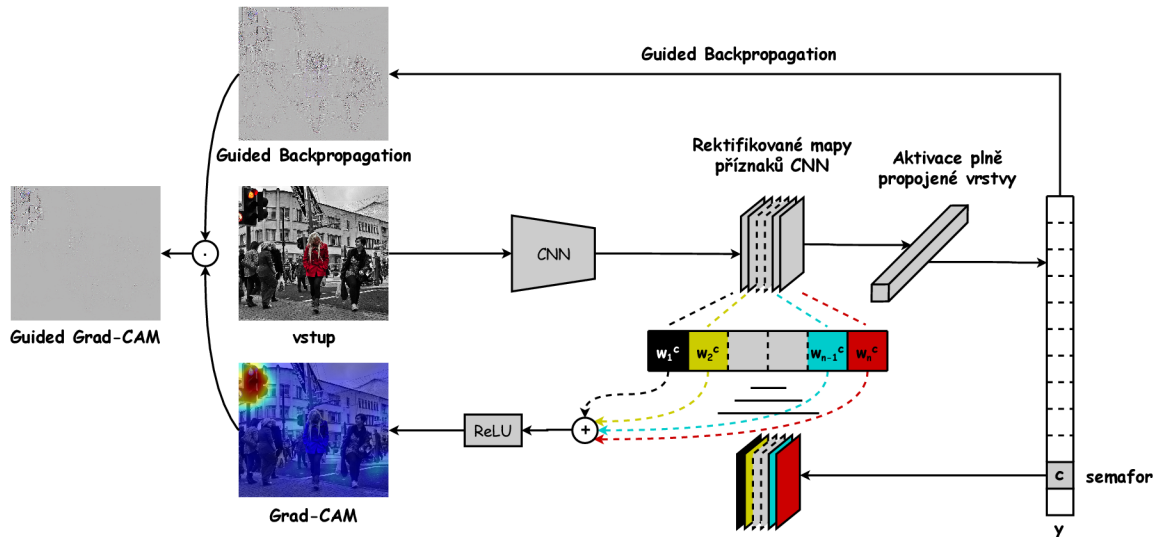 Guided Backpropagation
Guided Backpropagation
Rektifikované mapy
příznaků CNN
Aktivace plně
propojené vrstvy
CNN
Guided Grad-CAM
vstup
w₁ᶜ w₂ᶜ wₙ₋₁ᶜ wₙᶜ
ReLU
+
c
semafor
Grad-CAM
y